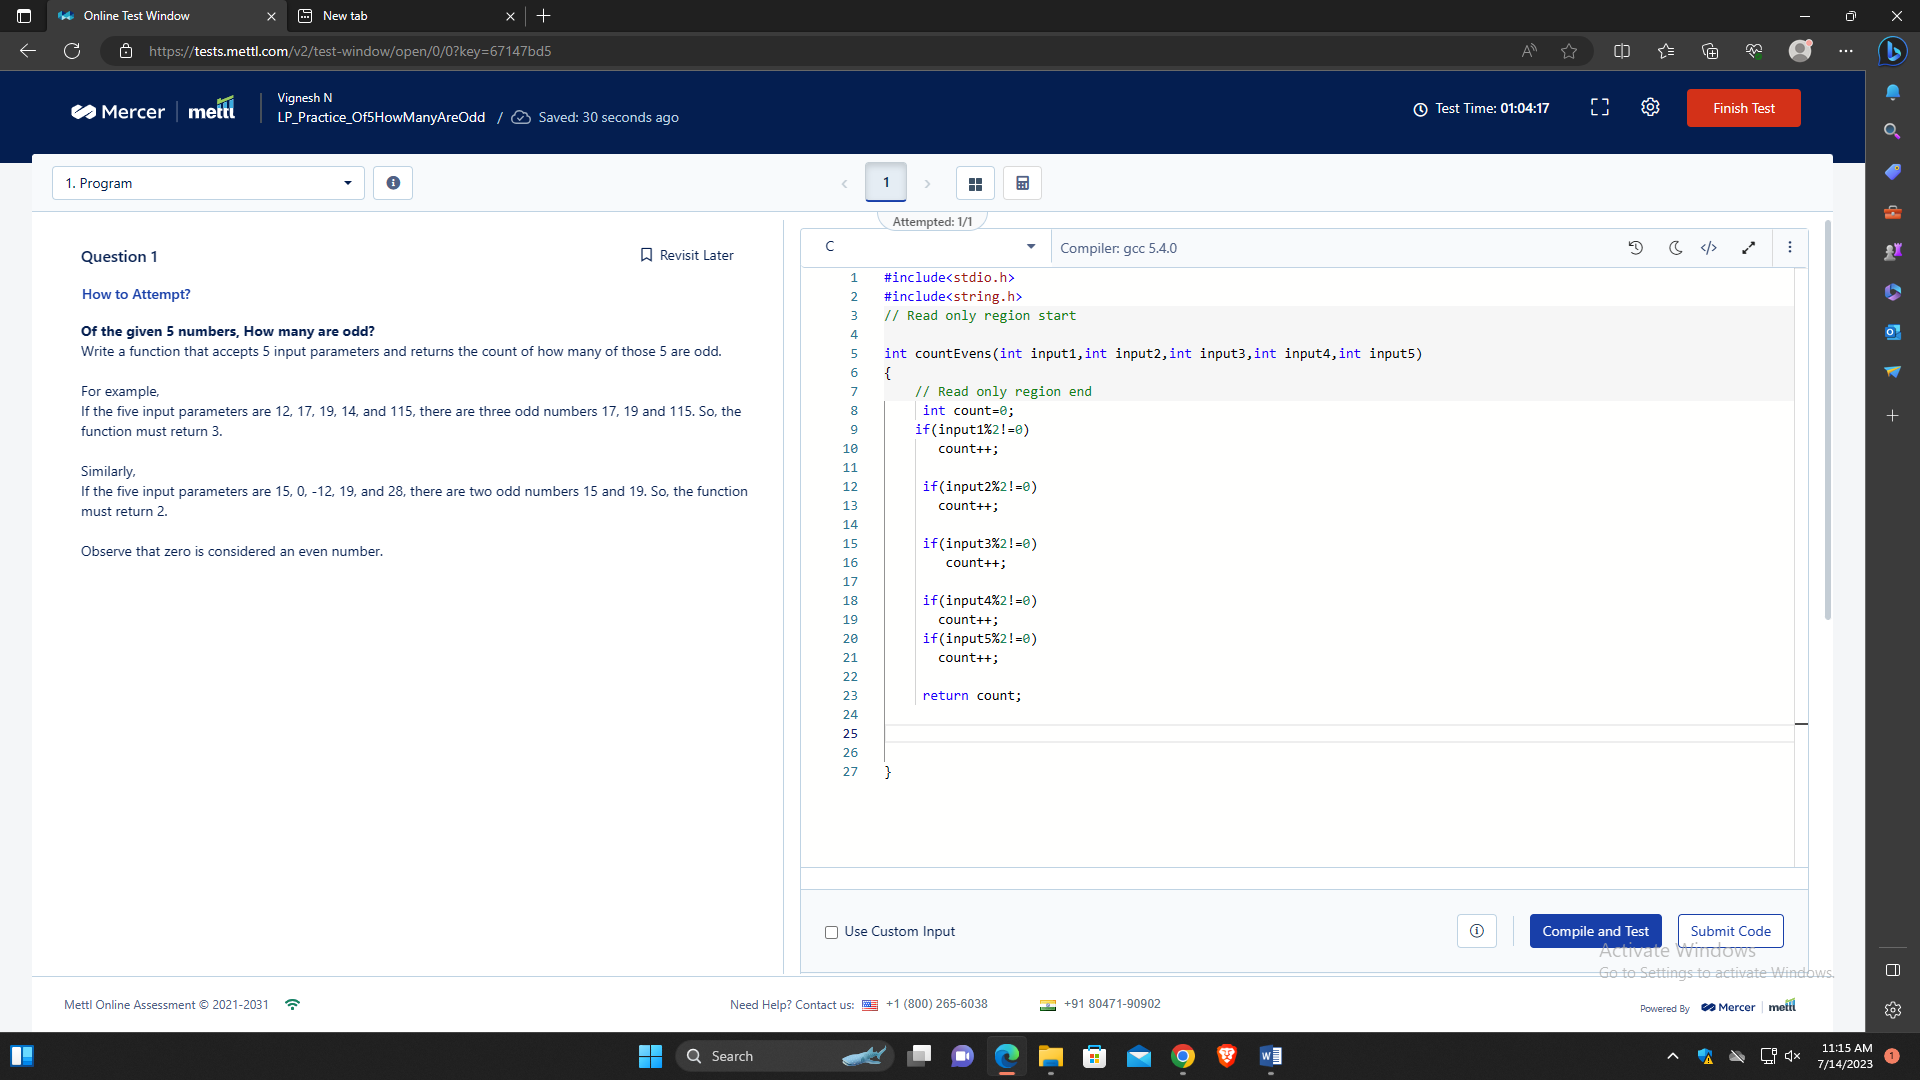 Online Test Window
New tab
https://tests.mettl.com/v2/test-window/open/0/0?key=67147bd5
Mercer | mettl
Vignesh N
LP_Practice_Of5HowManyAreOdd / Saved: 30 seconds ago
Test Time: 01:04:17
Finish Test
1. Program
1
Attempted: 1/1
Question 1
Revisit Later
How to Attempt?
Of the given 5 numbers, How many are odd?
Write a function that accepts 5 input parameters and returns the count of how many of those 5 are odd.
For example,
If the five input parameters are 12, 17, 19, 14, and 115, there are three odd numbers 17, 19 and 115. So, the
function must return 3.
Similarly,
If the five input parameters are 15, 0, -12, 19, and 28, there are two odd numbers 15 and 19. So, the function
must return 2.
Observe that zero is considered an even number.
C
Compiler: gcc 5.4.0
1 #include<stdio.h>
2 #include<string.h>
3 // Read only region start
4
5 int countEvens(int input1,int input2,int input3,int input4,int input5)
6 {
7 // Read only region end
8 int count=0;
9 if(input1%2!=0)
10 count++;
11
12 if(input2%2!=0)
13 count++;
14
15 if(input3%2!=0)
16 count++;
17
18 if(input4%2!=0)
19 count++;
20 if(input5%2!=0)
21 count++;
22
23 return count;
24
25
26
27 }
Use Custom Input
Compile and Test
Submit Code
Activate Windows
Go to Settings to activate Windows.
Mettl Online Assessment © 2021-2031
Need Help? Contact us: +1 (800) 265-6038
+91 80471-90902
Powered By Mercer | mettl
Search
11:15 AM
7/14/2023
1